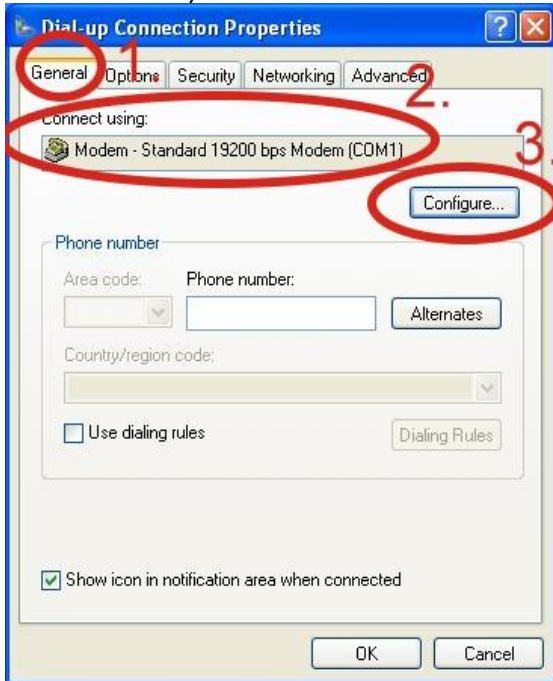 Dial-up Connection Properties
1
General Options Security Networking Advanced
2.
Connect using:
Modem - Standard 19200 bps Modem (COM1)
3.
Configure...
Phone number
Area code: Phone number:
Alternates
Country/region code:
Use dialing rules
Dialing Rules
Show icon in notification area when connected
OK Cancel